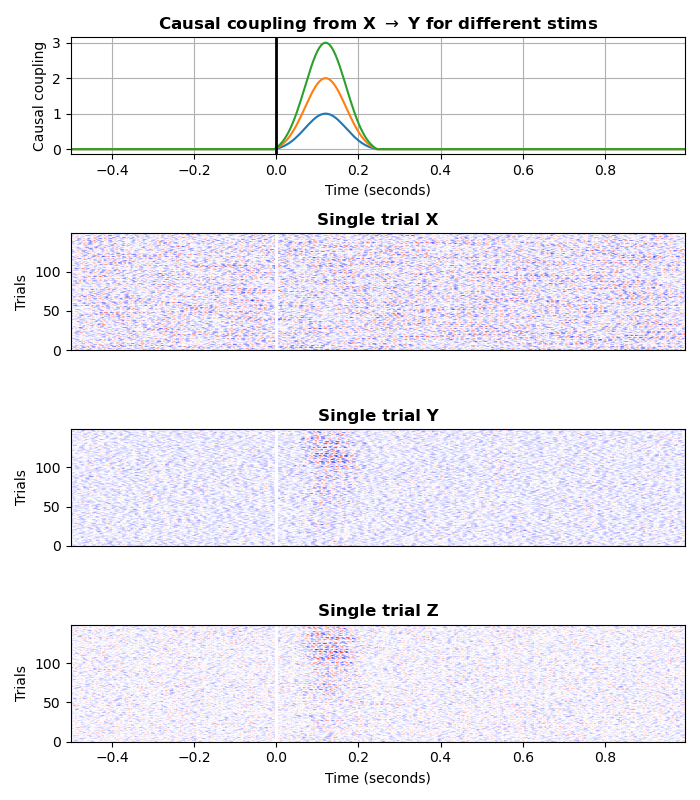 Causal coupling from X → Y for different stims
Causal coupling
3
2
1
0
−0.4 −0.2 0.0 0.2 0.4 0.6 0.8
Time (seconds)
Single trial X
Trials
100
50
0
Single trial Y
Trials
100
50
0
Single trial Z
Trials
100
50
0
−0.4 −0.2 0.0 0.2 0.4 0.6 0.8
Time (seconds)